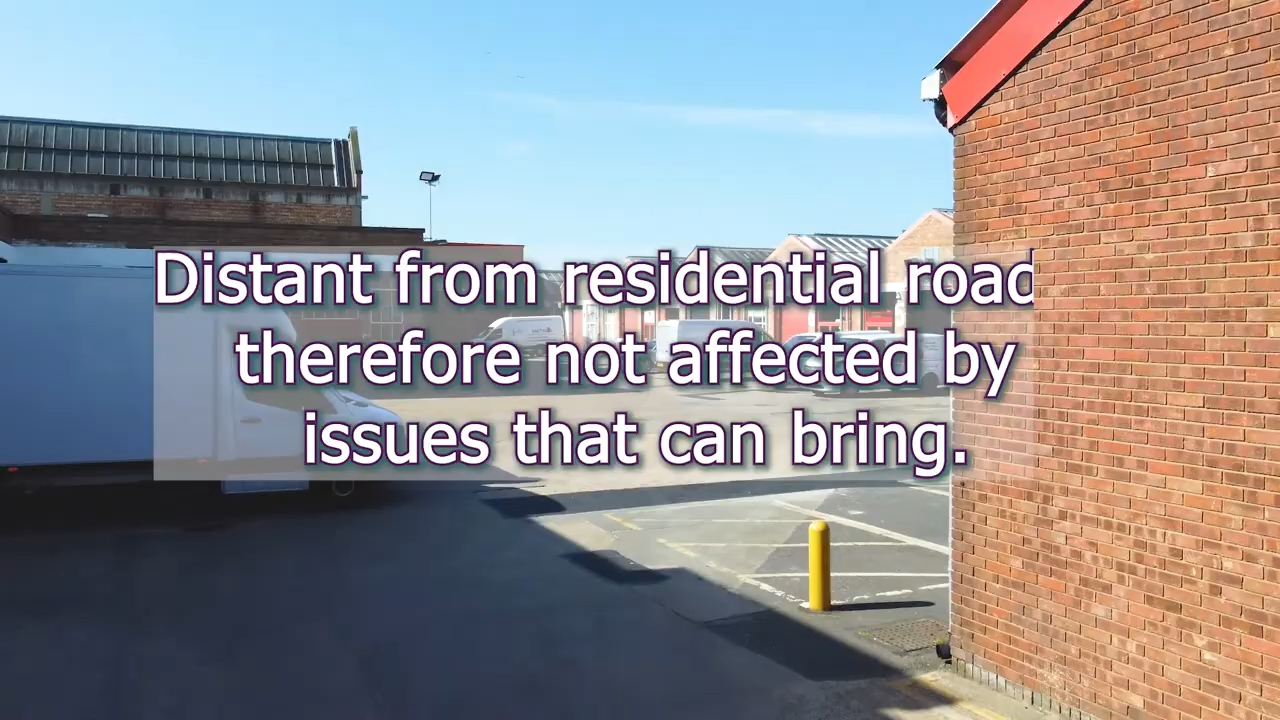 Distant from residential road
therefore not affected by
issues that can bring.